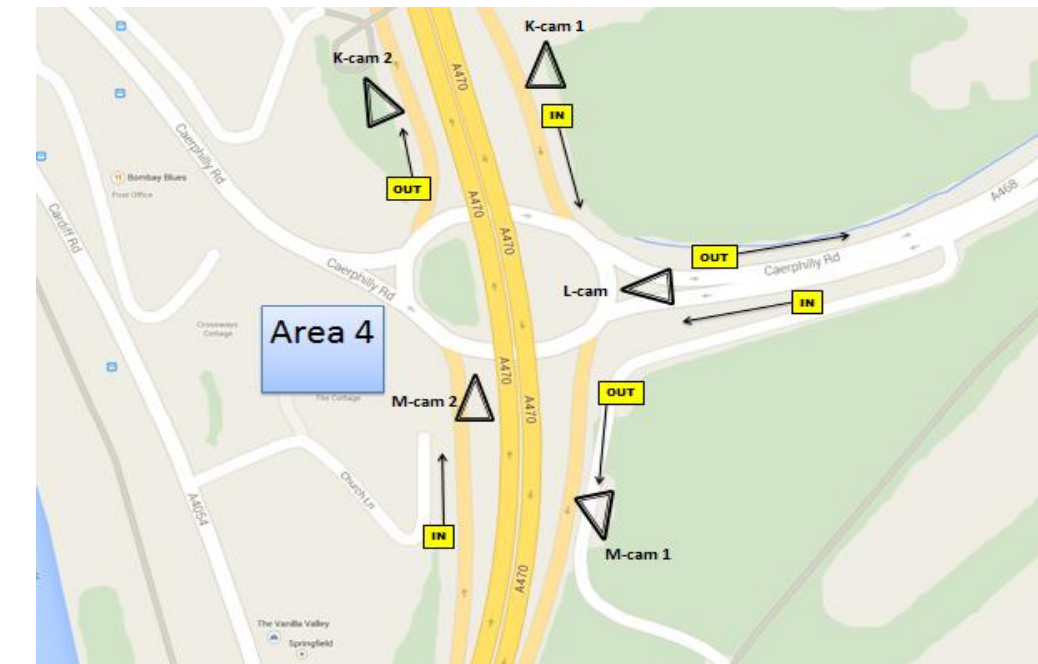 K-cam 1
K-cam 2
A470
A470
IN
Caerphilly Rd
Bombay Blues
Post Office
OUT
A470
A470
A468
Cardiff Rd
A470
OUT
Caerphilly Rd
Caerphilly Rd
L-cam
IN
Area 4
Crossways
Cottage
A470
OUT
The Cottage
M-cam 2
A470
Church Ln
A4054
IN
M-cam 1
A470
The Vanilla Valley
Springfield